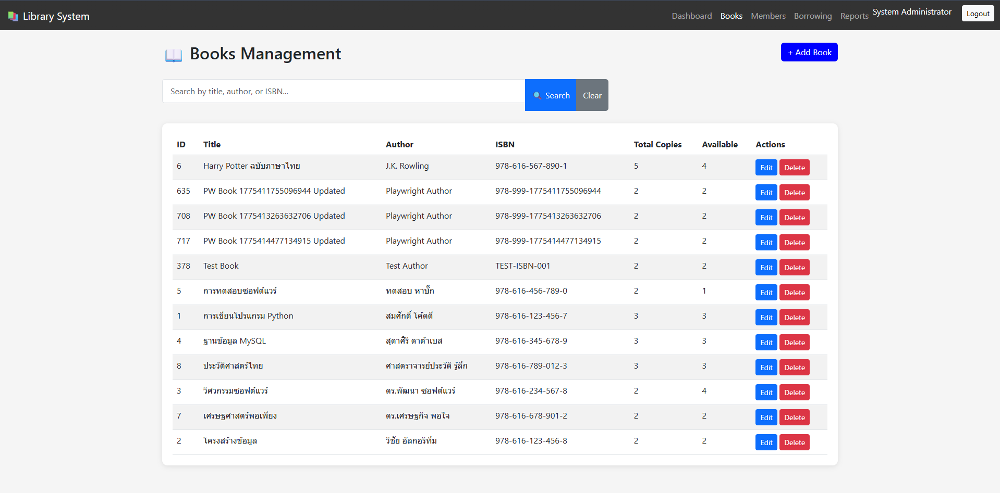 Library System
Dashboard Books Members Borrowing Reports System Administrator Logout
Books Management
+ Add Book
Search by title, author, or ISBN... Search Clear
ID Title Author ISBN Total Copies Available Actions
6 Harry Potter ฉบับภาษาไทย J.K. Rowling 978-616-567-890-1 5 4 Edit Delete
635 PW Book 1775411755096944 Updated Playwright Author 978-999-1775411755096944 2 2 Edit Delete
708 PW Book 1775413263632706 Updated Playwright Author 978-999-1775413263632706 2 2 Edit Delete
717 PW Book 1775414477134915 Updated Playwright Author 978-999-1775414477134915 2 2 Edit Delete
378 Test Book Test Author TEST-ISBN-001 2 2 Edit Delete
5 การทดสอบซอฟต์แวร์ ทดสอบ หาบั๊ก 978-616-456-789-0 2 1 Edit Delete
1 การเขียนโปรแกรม Python สมศักดิ์ โค้ดดี 978-616-123-456-7 3 3 Edit Delete
4 ฐานข้อมูล MySQL สุดาศิริ ดาต้าเบส 978-616-345-678-9 3 3 Edit Delete
8 ประวัติศาสตร์ไทย ศาสตราจารย์ประวัติ รู้ลึก 978-616-789-012-3 3 3 Edit Delete
3 วิศวกรรมซอฟต์แวร์ ดร.พัฒนา ซอฟต์แวร์ 978-616-234-567-8 2 4 Edit Delete
7 เศรษฐศาสตร์พอเพียง ดร.เศรษฐกิจ พอใจ 978-616-678-901-2 2 2 Edit Delete
2 โครงสร้างข้อมูล วิชัย อัลกอริทึม 978-616-123-456-8 2 2 Edit Delete